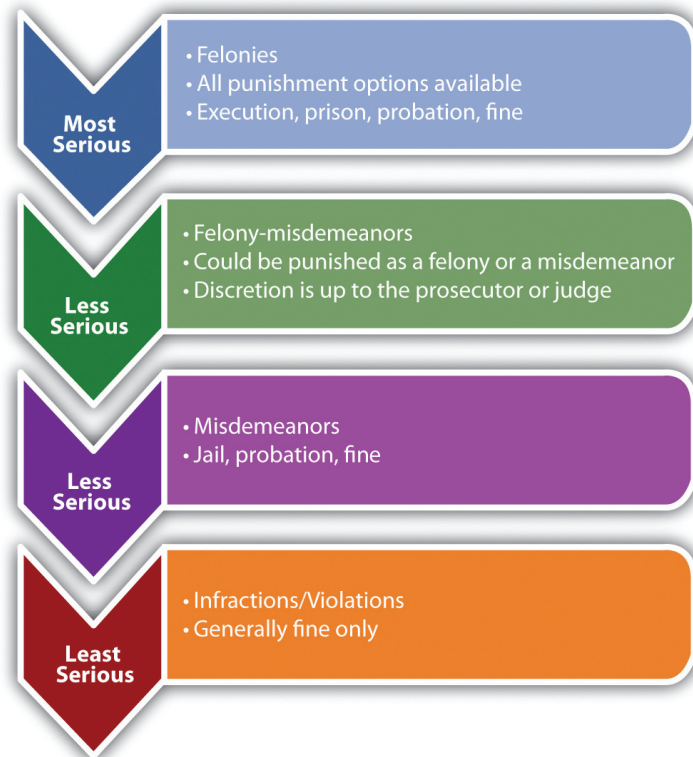 Most
Serious
• Felonies
• All punishment options available
• Execution, prison, probation, fine
Less
Serious
• Felony-misdemeanors
• Could be punished as a felony or a misdemeanor
• Discretion is up to the prosecutor or judge
Less
Serious
• Misdemeanors
• Jail, probation, fine
Least
Serious
• Infractions/Violations
• Generally fine only